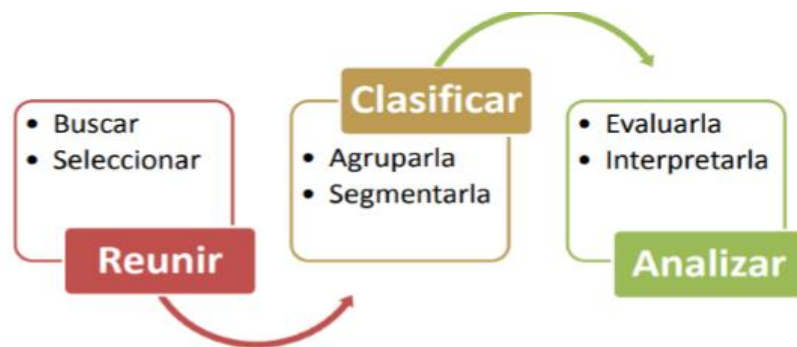 • Buscar
• Seleccionar
Reunir
Clasificar
• Agruparla
• Segmentarla
• Evaluarla
• Interpretarla
Analizar